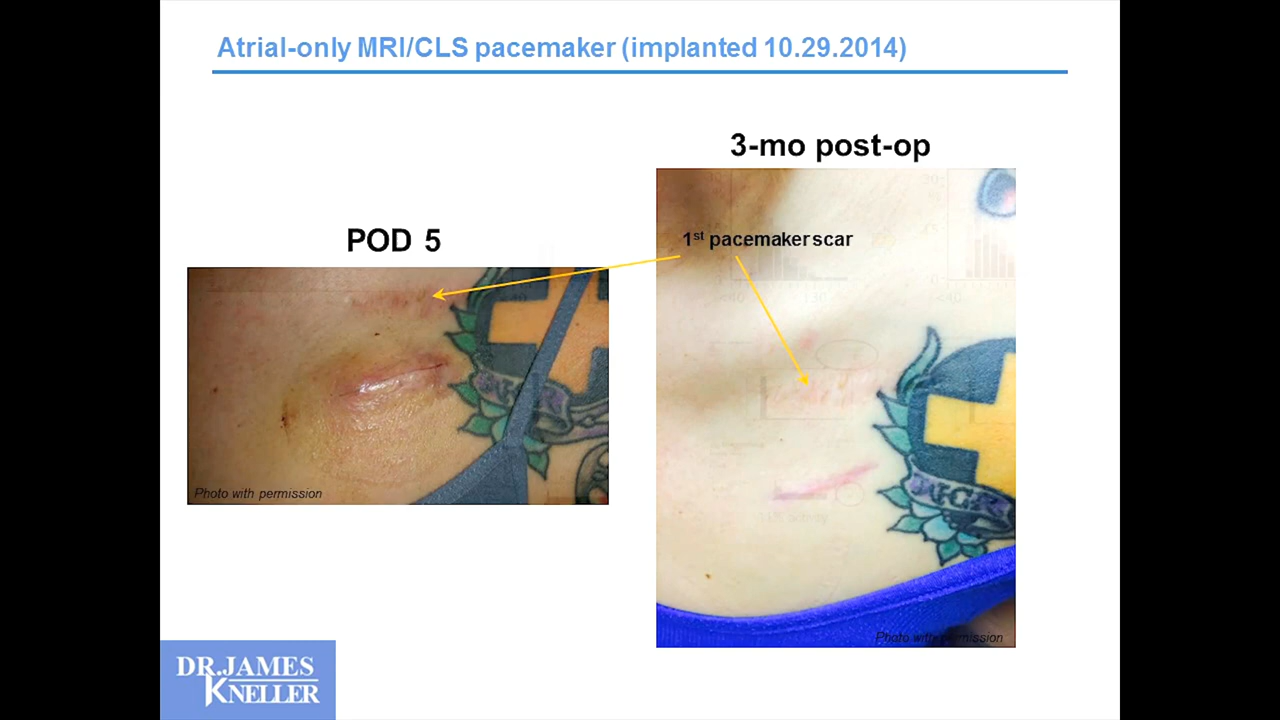 Atrial-only MRI/CLS pacemaker (implanted 10.29.2014)
3-mo post-op
POD 5
1st pacemaker scar
Photo with permission
Photo with permission
DR.JAMES
KNELLER